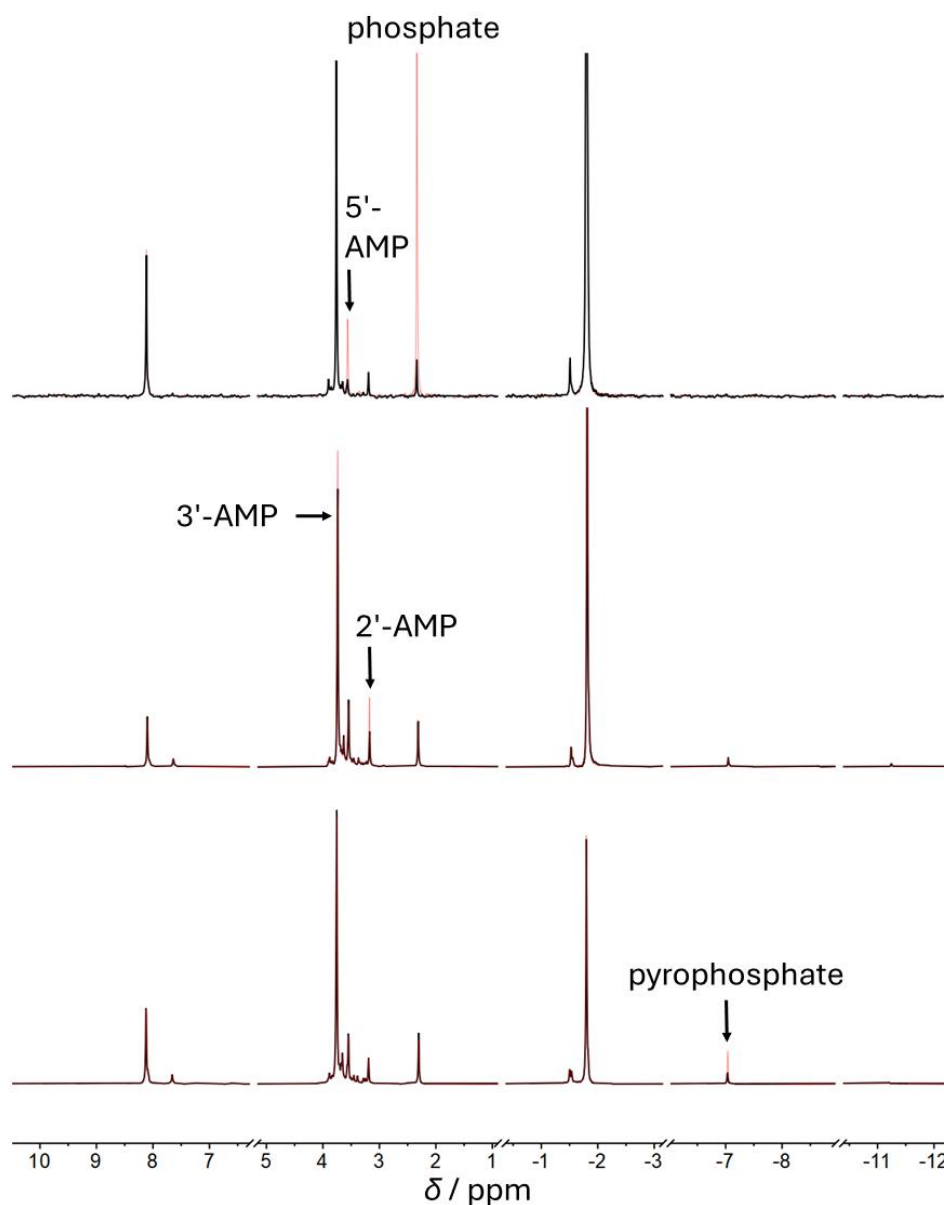 phosphate
5'-
AMP
3'-AMP
2'-AMP
pyrophosphate
10 9 8 7 5 4 3 2 1 -1 -2 -3 -7 -8 -11 -12
δ / ppm